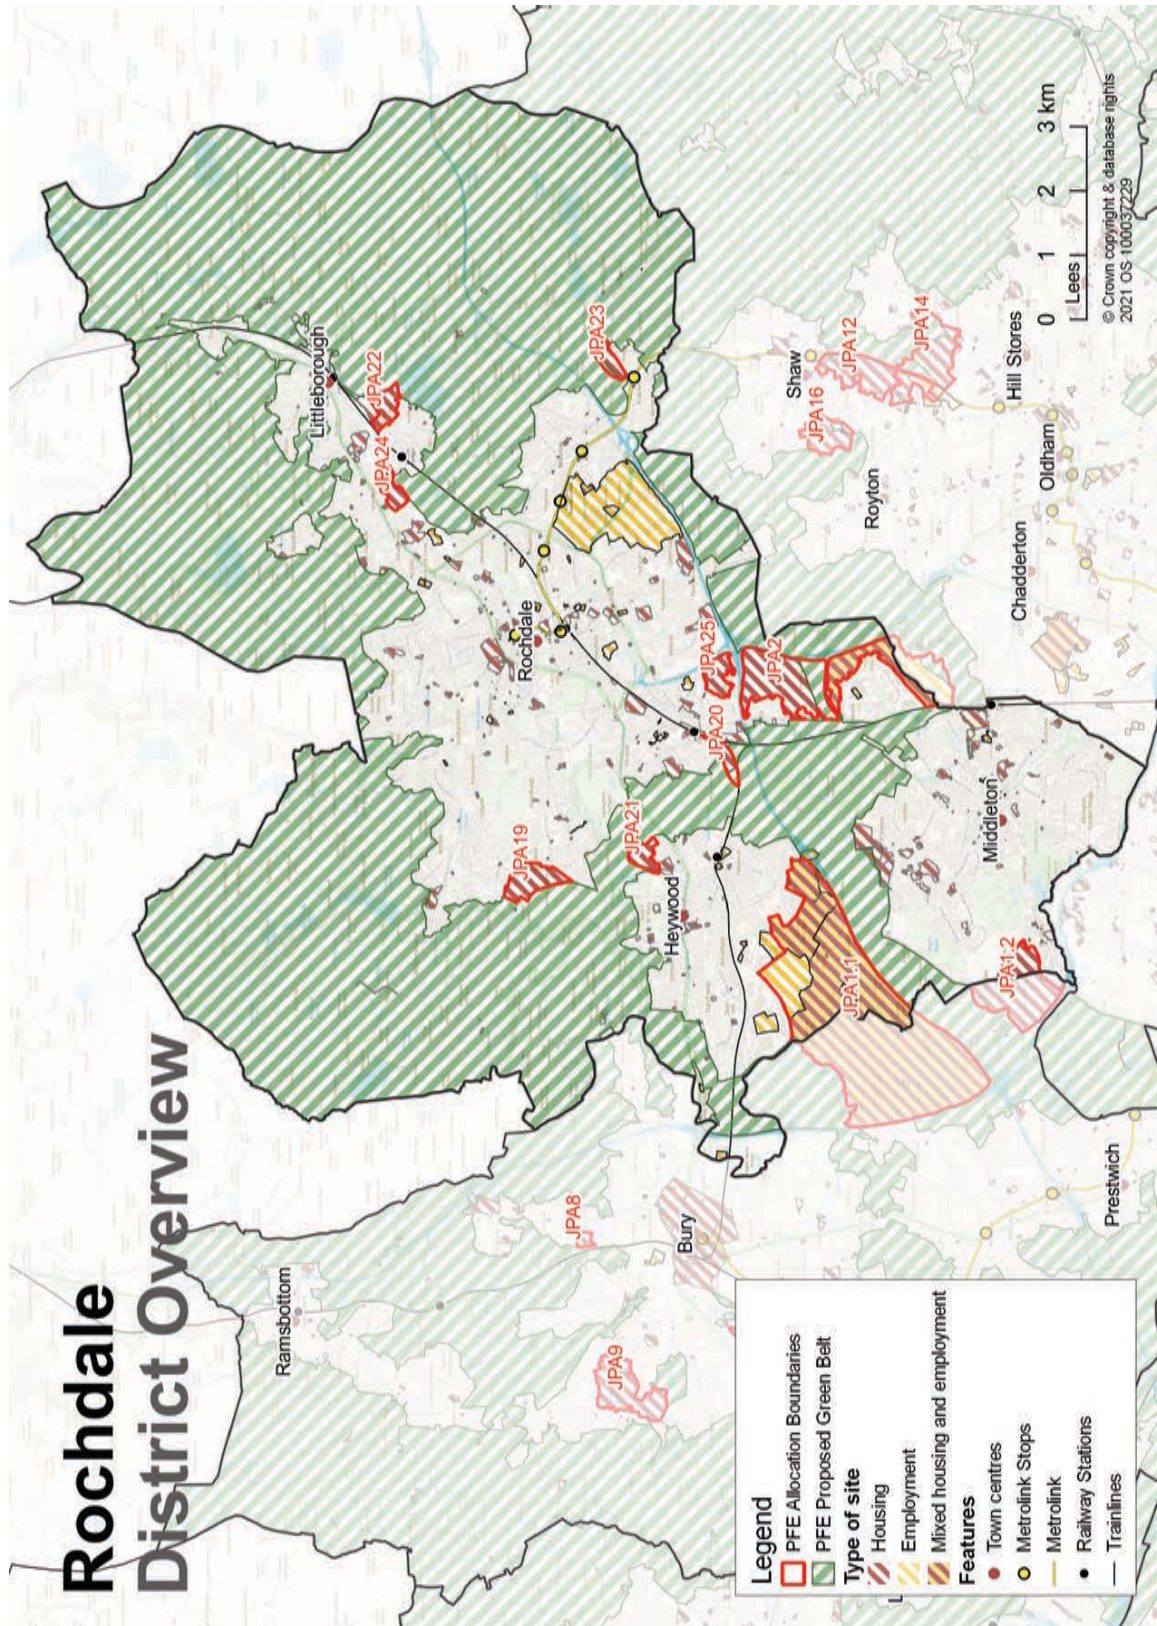 Rochdale
District Overview
Ramsbottom
JPA8
JPA9
Bury
Prestwich
Littleborough
JPA22
JPA24
JPA23
Rochdale
JPA19
JPA21
Heywood
JPA20
JPA25
JPA2
JPA1.1
JPA1.2
Middleton
Shaw
JPA16
JPA12
JPA14
Royton
Chadderton
Oldham
Hill Stores
Lees
L
0 1 2 3 km
© Crown copyright & database rights
2021 OS 100037229
Legend
PFE Allocation Boundaries
PFE Proposed Green Belt
Type of site
Housing
Employment
Mixed housing and employment
Features
Town centres
Metrolink Stops
Metrolink
Railway Stations
Trainlines